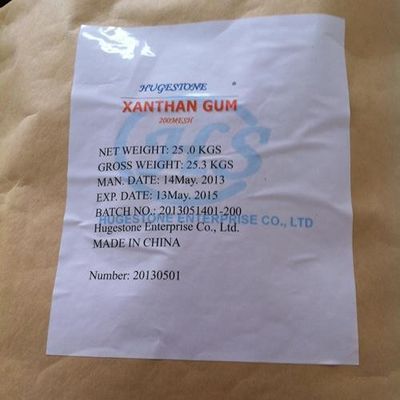 HUGESTONE ®
XANTHAN GUM
200MESH
NET WEIGHT: 25 .0 KGS
GROSS WEIGHT: 25.3 KGS
MAN. DATE: 14May. 2013
EXP. DATE: 13May. 2015
BATCH NO.: 2013051401-200
HUGESTONE ENTERPRISE CO., LTD
Hugestone Enterprise Co., Ltd.
MADE IN CHINA
Number: 20130501